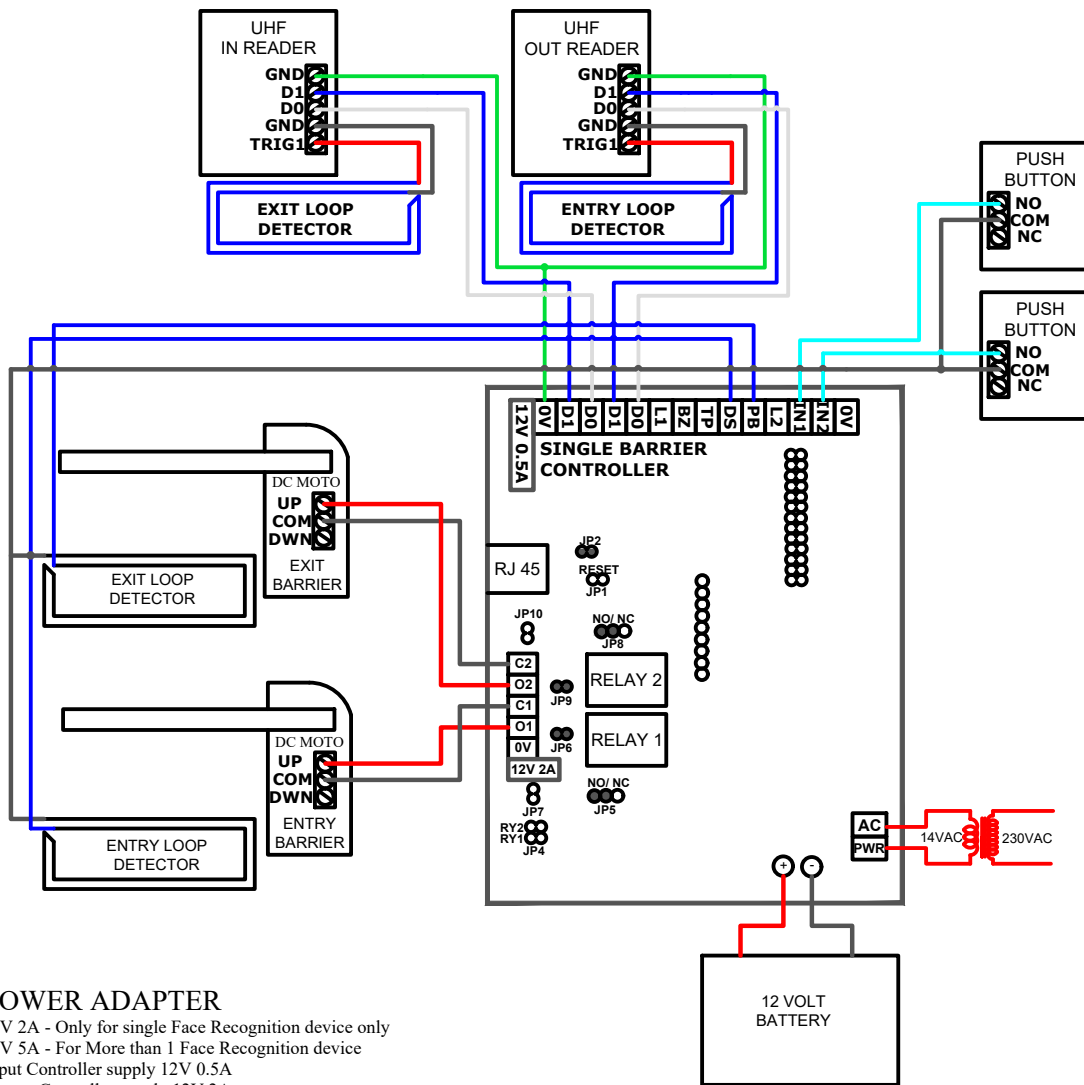 UHF
IN READER
GND
D1
D0
GND
TRIG1
UHF
OUT READER
GND
D1
D0
GND
TRIG1
EXIT LOOP
DETECTOR
ENTRY LOOP
DETECTOR
PUSH
BUTTON
NO
COM
NC
PUSH
BUTTON
NO
COM
NC
12V 0.5A
0V
D1
D0
D1
D0
L1
BZ
TP
DS
PB
L2
IN1
IN2
0V
SINGLE BARRIER
CONTROLLER
DC MOTO
UP
COM
DWN
EXIT
BARRIER
EXIT LOOP
DETECTOR
RJ 45
JP2
RESET
JP1
JP10
NO/ NC
JP8
C2
O2
C1
O1
0V
12V 2A
JP9
JP6
RELAY 2
RELAY 1
NO/ NC
JP5
JP7
RY2
RY1
JP4
DC MOTO
UP
COM
DWN
ENTRY
BARRIER
ENTRY LOOP
DETECTOR
AC
PWR
14VAC
230VAC
+
-
12 VOLT
BATTERY
OWER ADAPTER
V 2A - Only for single Face Recognition device only
V 5A - For More than 1 Face Recognition device
put Controller supply 12V 0.5A